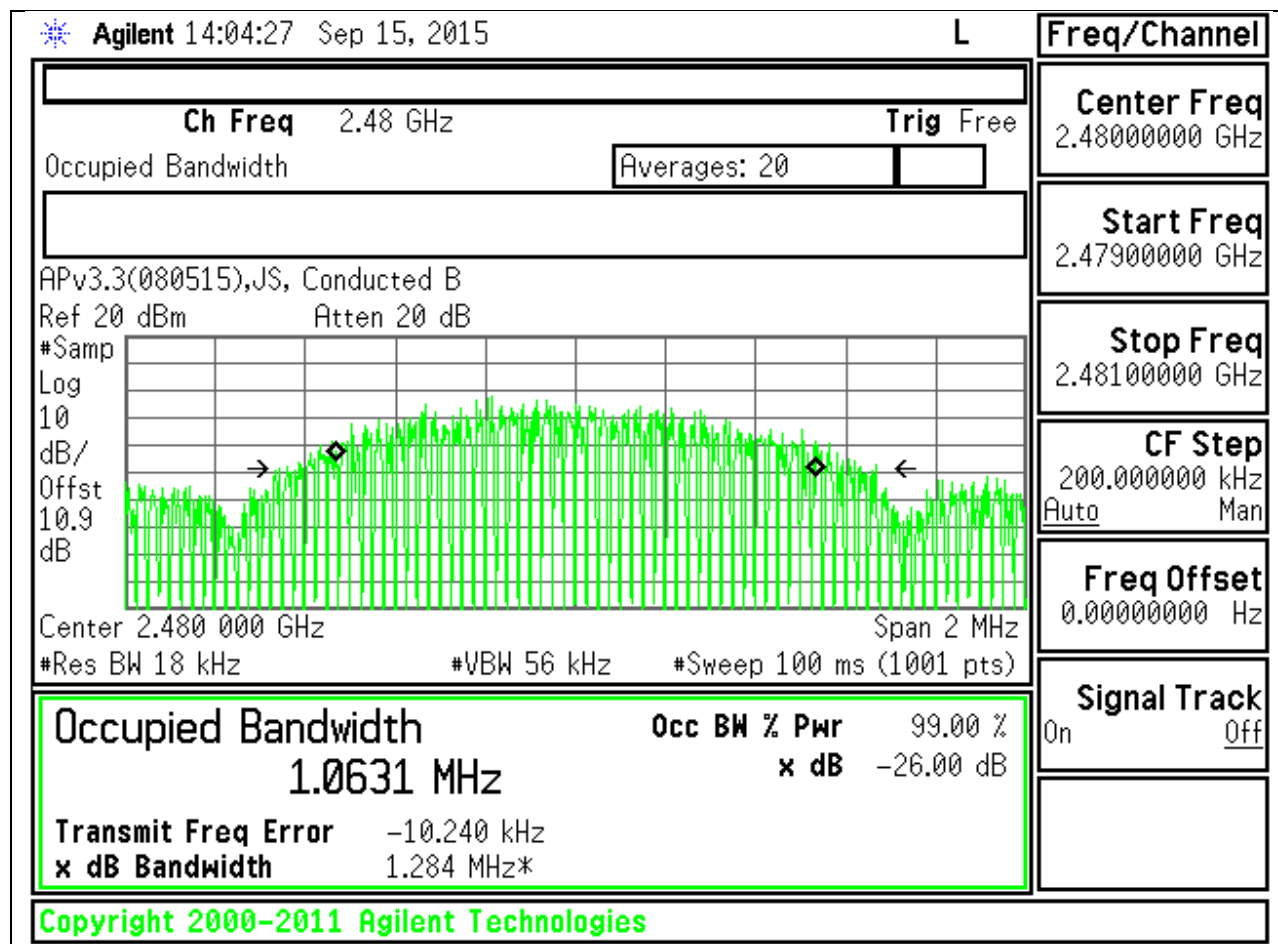 Agilent 14:04:27 Sep 15, 2015 L
Ch Freq 2.48 GHz Trig Free
Occupied Bandwidth Averages: 20
APv3.3(080515),JS, Conducted B
Ref 20 dBm Atten 20 dB
#Samp
Log
10
dB/
Offst
10.9
dB
Center 2.480 000 GHz Span 2 MHz
#Res BW 18 kHz #VBW 56 kHz #Sweep 100 ms (1001 pts)
Occupied Bandwidth Occ BW % Pwr 99.00 %
1.0631 MHz x dB -26.00 dB
Transmit Freq Error -10.240 kHz
x dB Bandwidth 1.284 MHz*
Copyright 2000-2011 Agilent Technologies
Freq/Channel
Center Freq
2.48000000 GHz
Start Freq
2.47900000 GHz
Stop Freq
2.48100000 GHz
CF Step
200.000000 kHz
Auto Man
Freq Offset
0.00000000 Hz
Signal Track
On Off